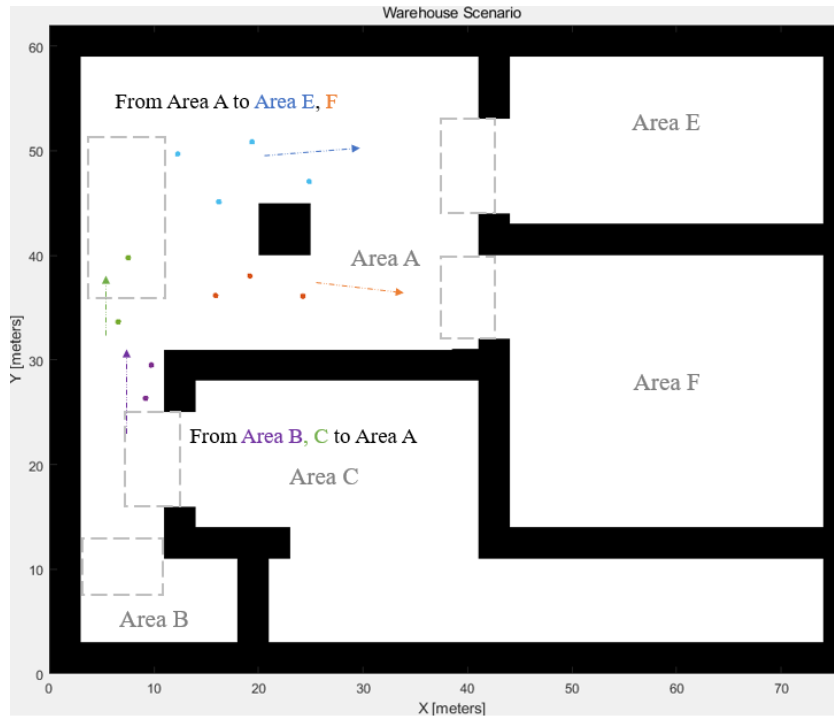 Warehouse Scenario
60
From Area A to Area E, F
Area E
50
40
Area A
Y [meters]
30
Area F
From Area B, C to Area A
20
Area C
10
Area B
0
0 10 20 30 40 50 60 70
X [meters]